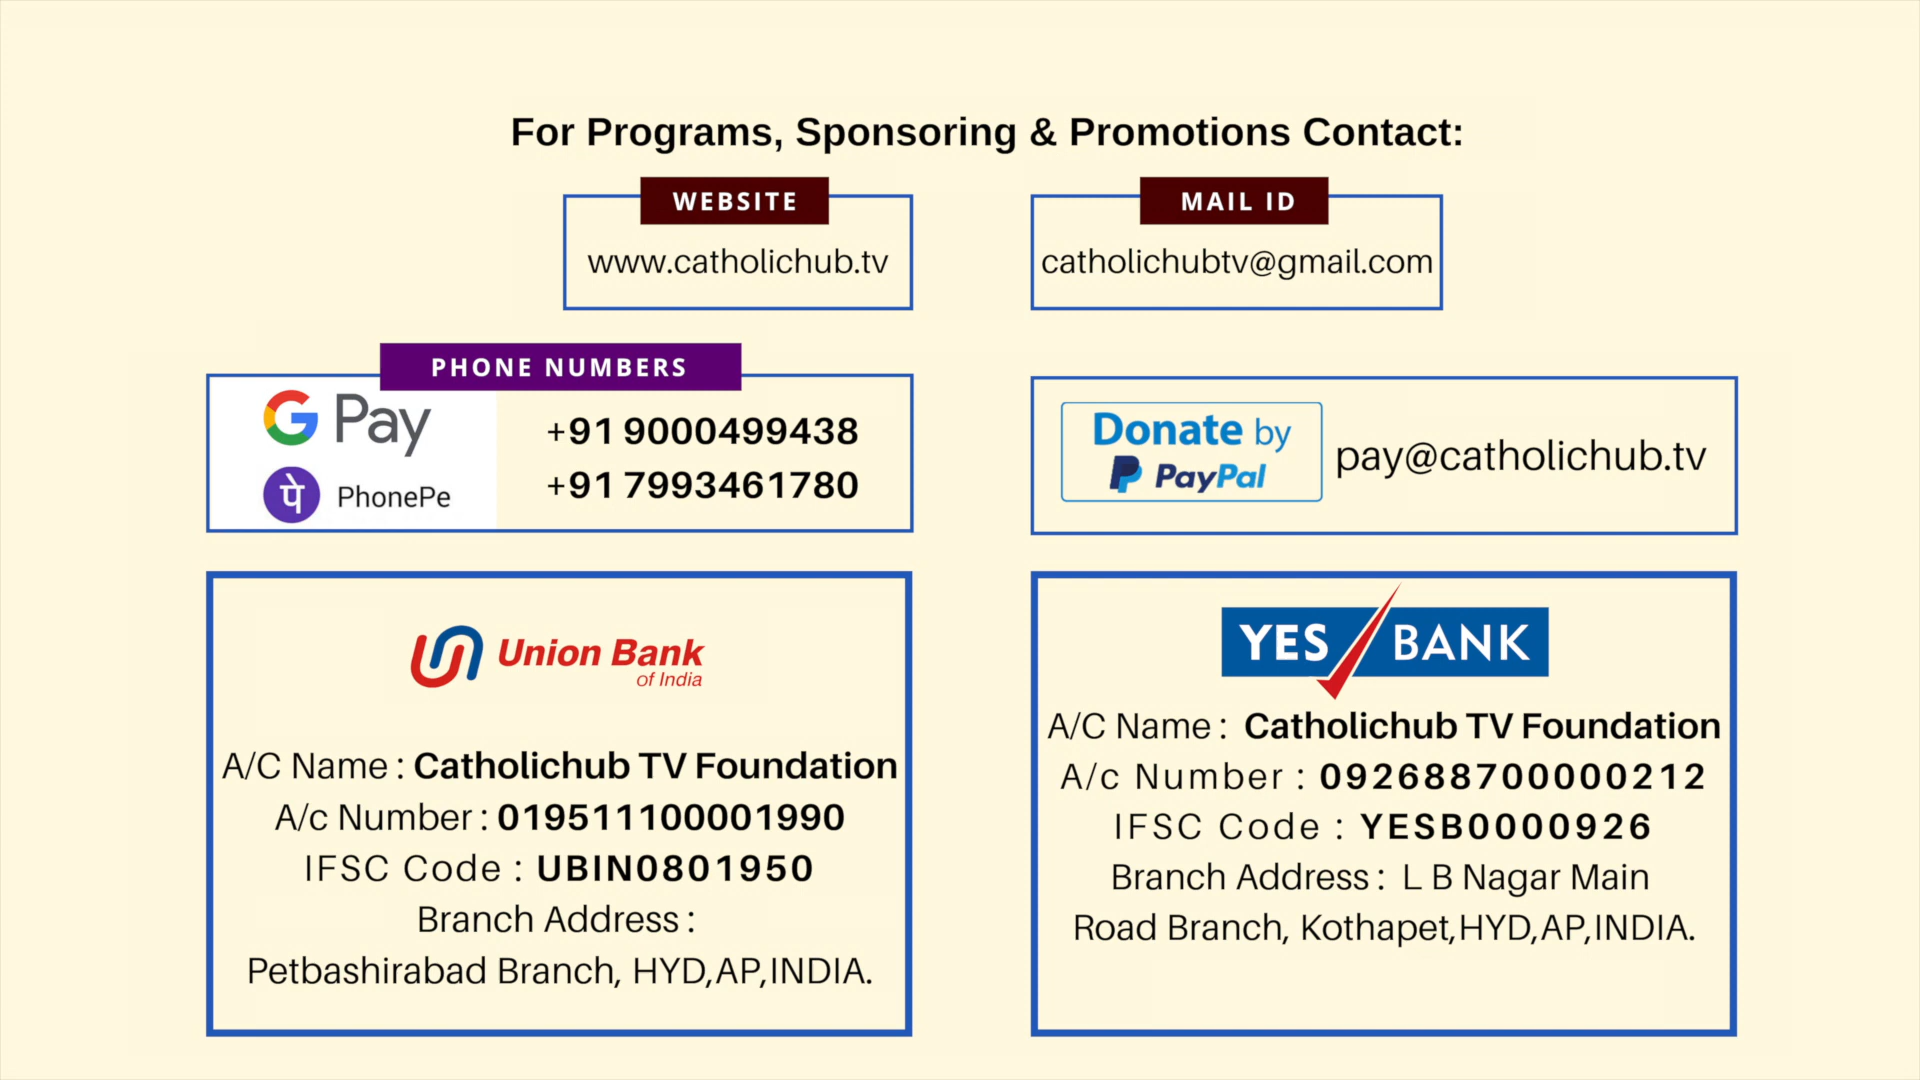 For Programs, Sponsoring & Promotions Contact:
WEBSITE
www.catholichub.tv
MAIL ID
catholichubtv@gmail.com
PHONE NUMBERS
G Pay
पे PhonePe
+91 9000499438
+91 7993461780
Donate by
PayPal
pay@catholichub.tv
Union Bank
of India
A/C Name : Catholichub TV Foundation
A/c Number : 019511100001990
IFSC Code : UBIN0801950
Branch Address :
Petbashirabad Branch, HYD,AP,INDIA.
YES BANK
A/C Name : Catholichub TV Foundation
A/c Number : 092688700000212
IFSC Code : YESB0000926
Branch Address : L B Nagar Main
Road Branch, Kothapet,HYD,AP,INDIA.